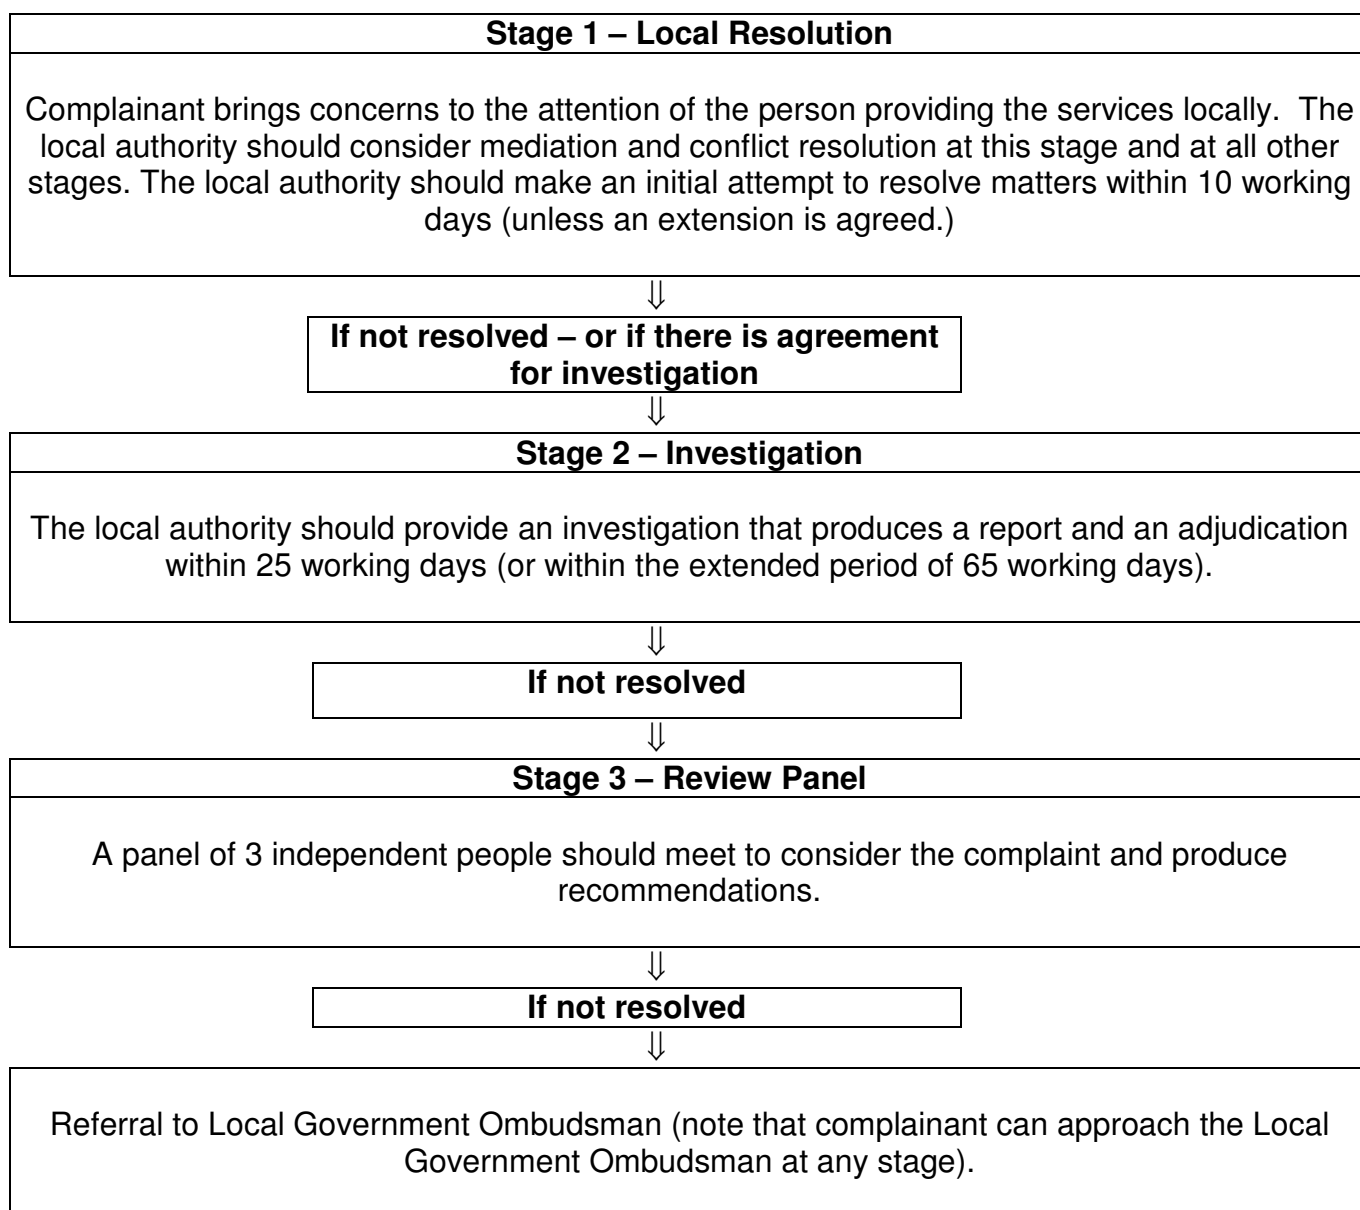 Stage 1 – Local Resolution
Complainant brings concerns to the attention of the person providing the services locally.  The
local authority should consider mediation and conflict resolution at this stage and at all other
stages. The local authority should make an initial attempt to resolve matters within 10 working
days (unless an extension is agreed.)
⇓
If not resolved – or if there is agreement
for investigation
⇓
Stage 2 – Investigation
The local authority should provide an investigation that produces a report and an adjudication
within 25 working days (or within the extended period of 65 working days).
⇓
If not resolved
⇓
Stage 3 – Review Panel
A panel of 3 independent people should meet to consider the complaint and produce
recommendations.
⇓
If not resolved
⇓
Referral to Local Government Ombudsman (note that complainant can approach the Local
Government Ombudsman at any stage).